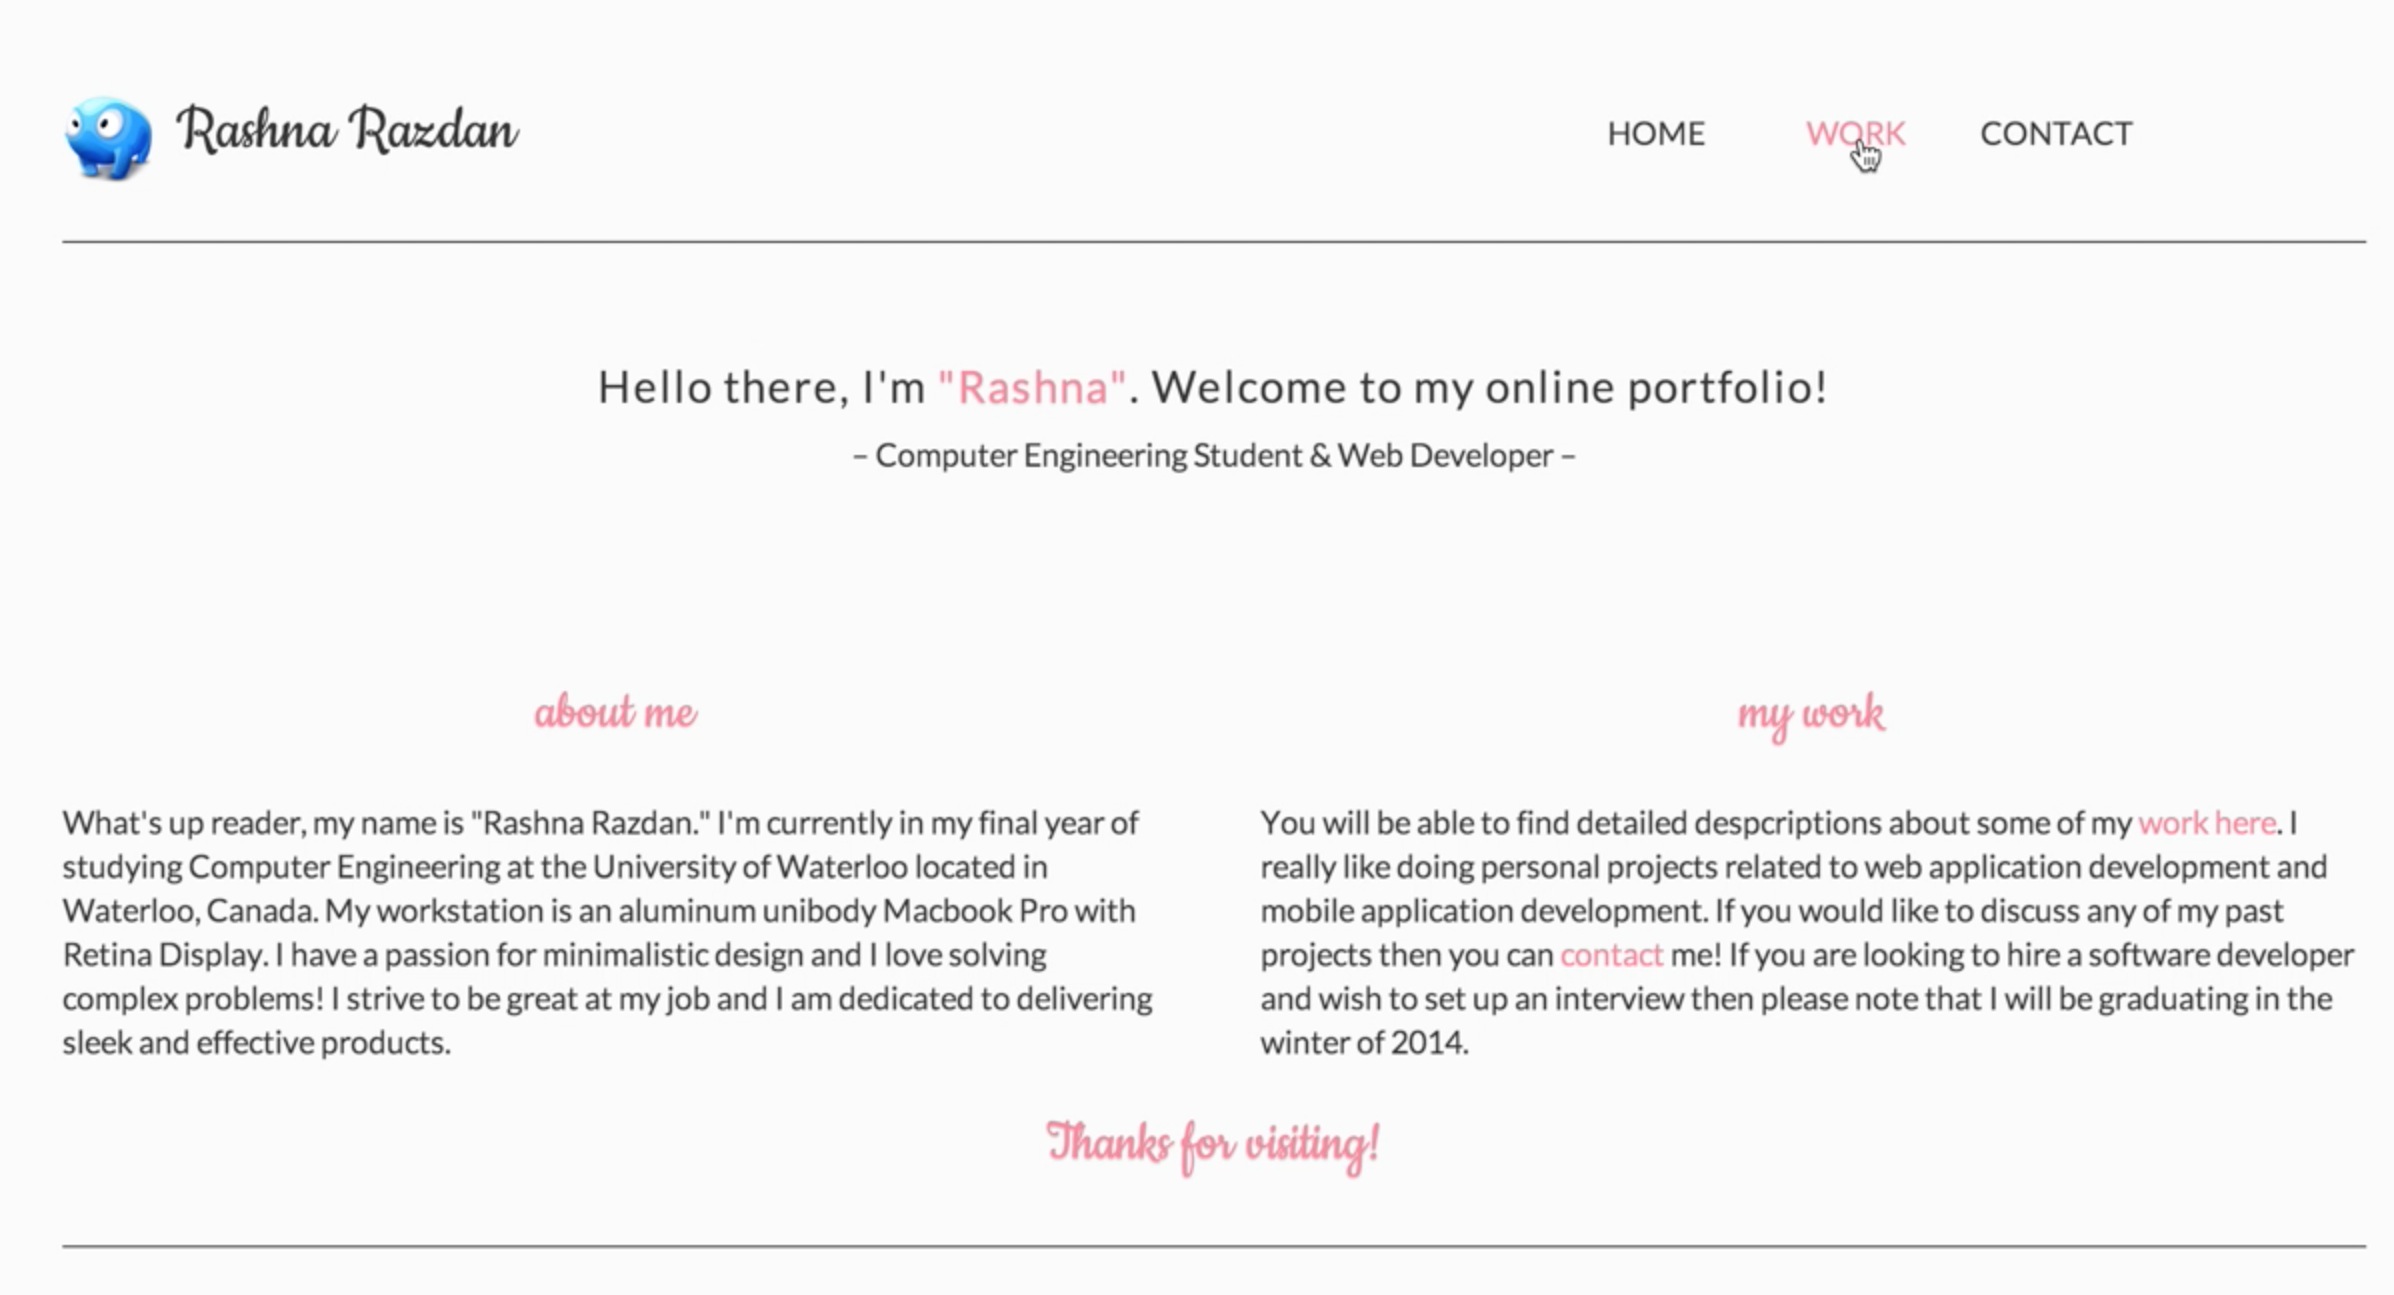 Rashna Razdan
HOME WORK CONTACT
Hello there, I'm "Rashna". Welcome to my online portfolio!
– Computer Engineering Student & Web Developer –
about me
What's up reader, my name is "Rashna Razdan." I'm currently in my final year of
studying Computer Engineering at the University of Waterloo located in
Waterloo, Canada. My workstation is an aluminum unibody Macbook Pro with
Retina Display. I have a passion for minimalistic design and I love solving
complex problems! I strive to be great at my job and I am dedicated to delivering
sleek and effective products.
my work
You will be able to find detailed despcriptions about some of my work here. I
really like doing personal projects related to web application development and
mobile application development. If you would like to discuss any of my past
projects then you can contact me! If you are looking to hire a software developer
and wish to set up an interview then please note that I will be graduating in the
winter of 2014.
Thanks for visiting!